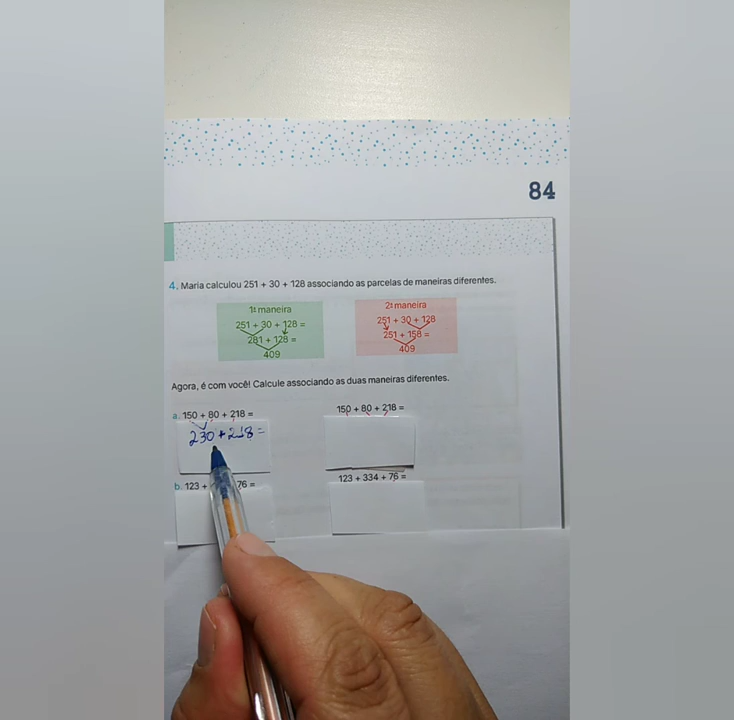 84
4. Maria calculou 251 + 30 + 128 associando as parcelas de maneiras diferentes.
1ª maneira
251 + 30 + 128 =
281 + 128 =
409
2ª maneira
251 + 30 + 128
251 + 158 =
409
Agora, é com você! Calcule associando as duas maneiras diferentes.
a. 150 + 80 + 218 =
230 + 218 =
150 + 80 + 218 =
b. 123 + 76 =
123 + 334 + 76 =